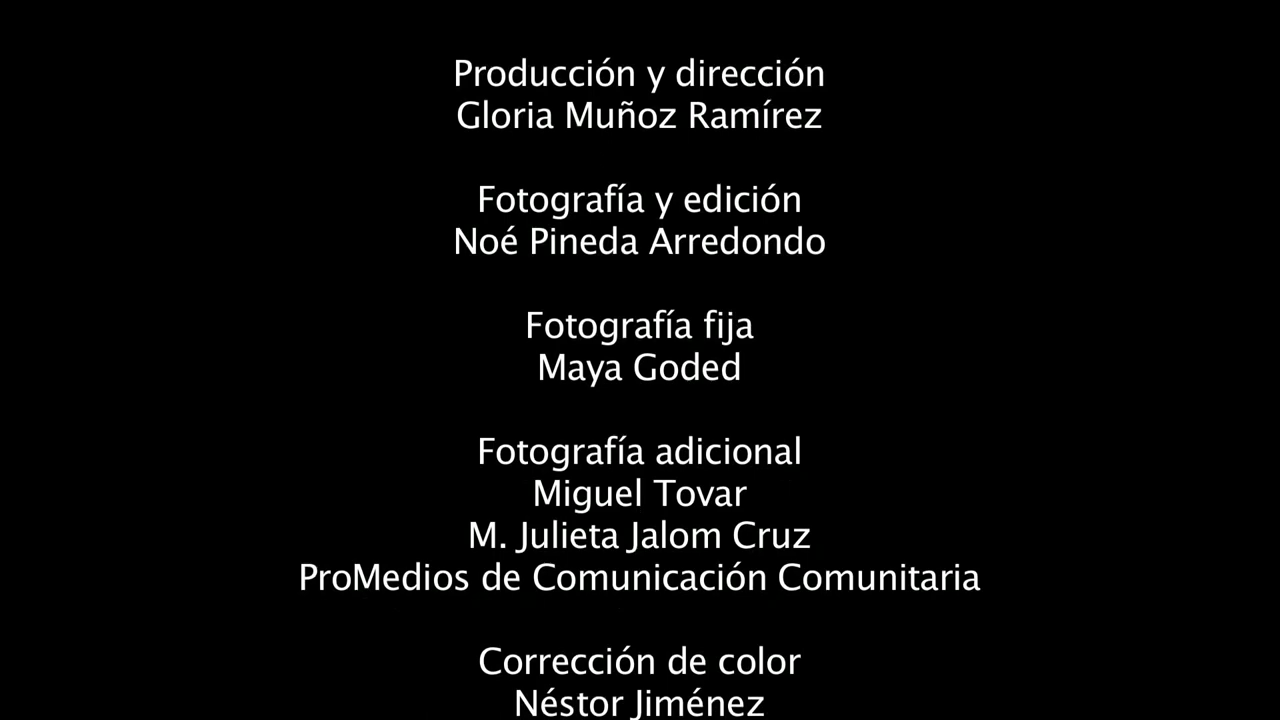 Producción y dirección
Gloria Muñoz Ramírez
Fotografía y edición
Noé Pineda Arredondo
Fotografía fija
Maya Goded
Fotografía adicional
Miguel Tovar
M. Julieta Jalom Cruz
ProMedios de Comunicación Comunitaria
Corrección de color
Néstor Jiménez